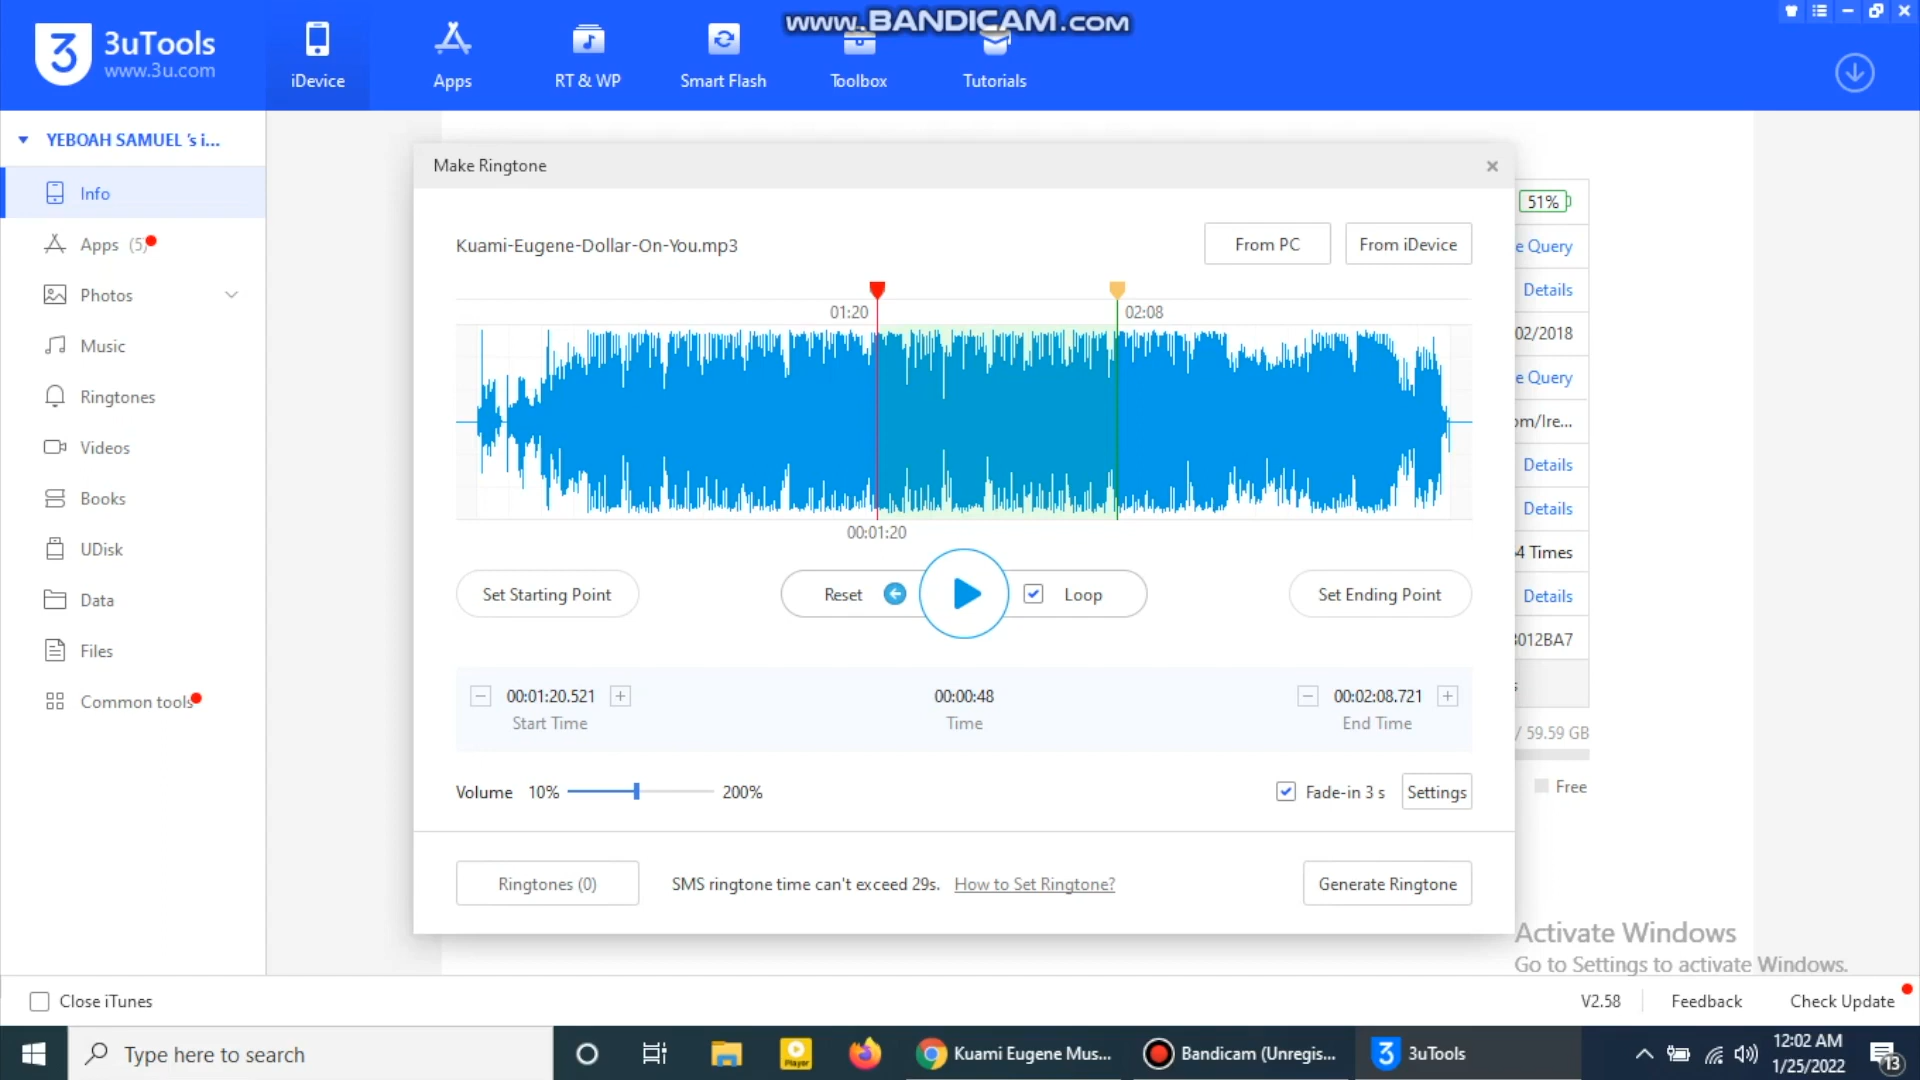 www.BANDICAM.com
3uTools
www.3u.com
iDevice
Apps
RT & WP
Smart Flash
Toolbox
Tutorials
YEBOAH SAMUEL 's i...
Info
Apps (5)
Photos
Music
Ringtones
Videos
Books
UDisk
Data
Files
Common tools
Make Ringtone
Kuami-Eugene-Dollar-On-You.mp3
From PC
From iDevice
01:20
02:08
00:01:20
Set Starting Point
Reset
Loop
Set Ending Point
00:01:20.521
Start Time
00:00:48
Time
00:02:08.721
End Time
Volume 10% 200%
Fade-in 3 s
Settings
Ringtones (0)
SMS ringtone time can't exceed 29s.
How to Set Ringtone?
Generate Ringtone
51%
e Query
Details
02/2018
e Query
om/Ire...
Details
Details
4 Times
Details
012BA7
/ 59.59 GB
Free
Activate Windows
Go to Settings to activate Windows.
Close iTunes
V2.58
Feedback
Check Update
Type here to search
Player
Kuami Eugene Mus...
Bandicam (Unregis...
3uTools
12:02 AM
1/25/2022
13